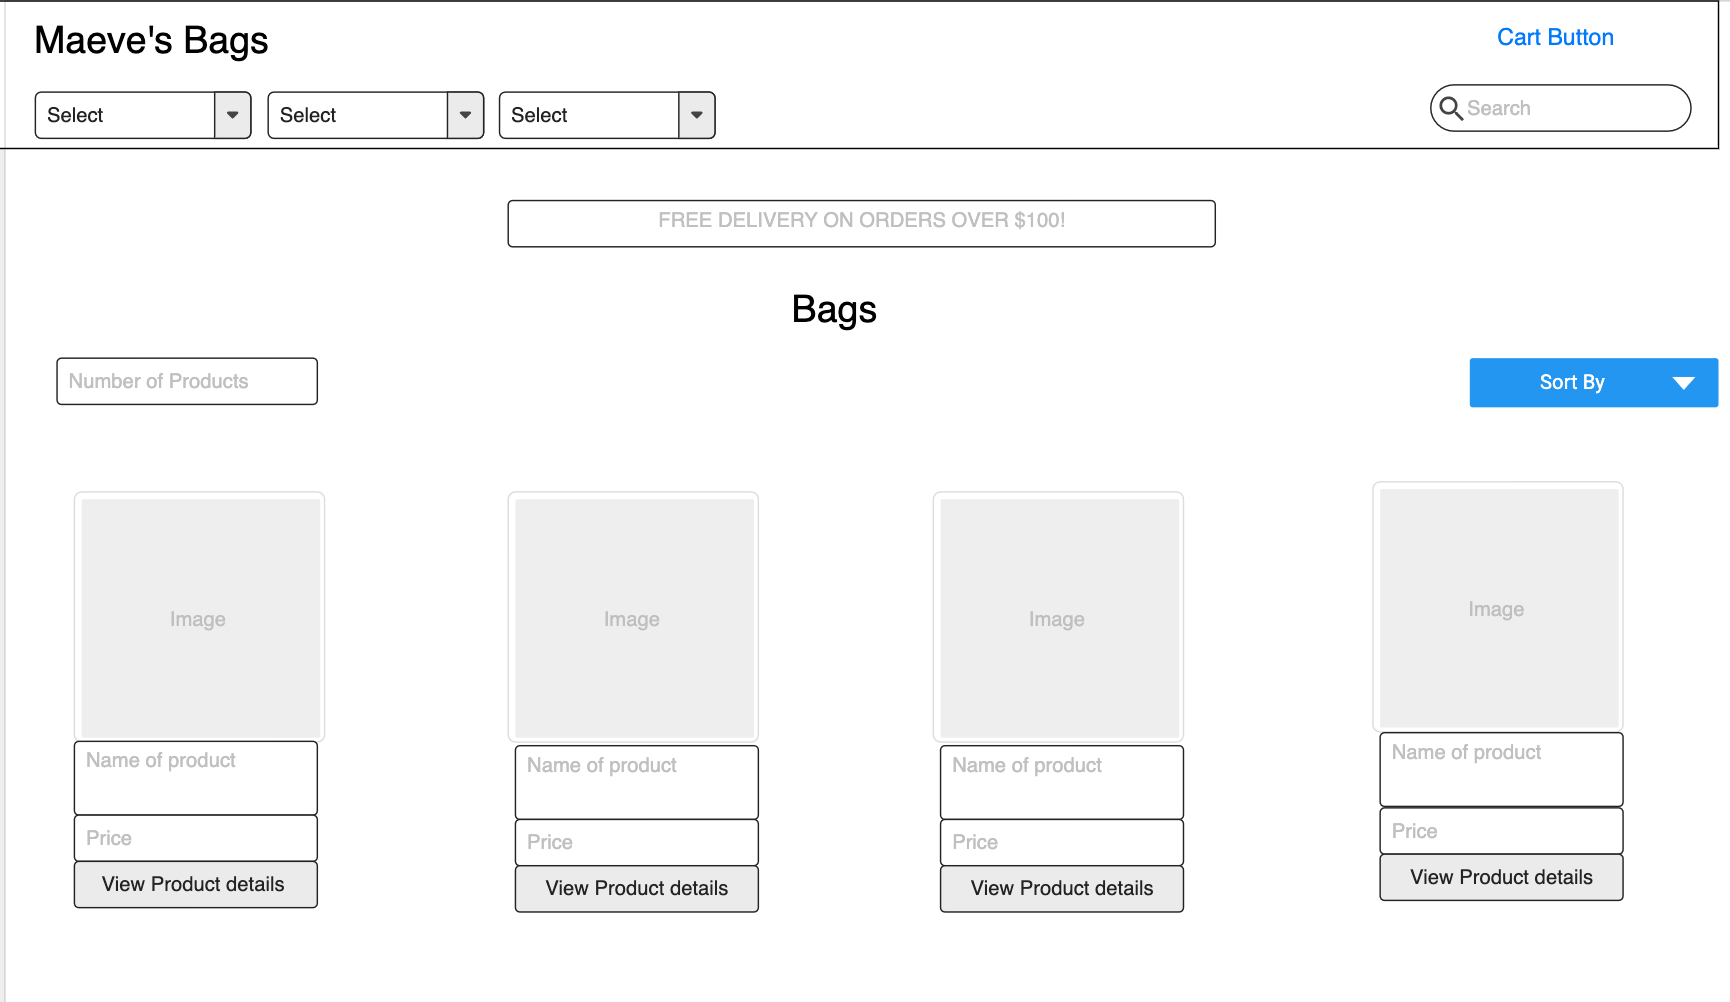 Maeve's Bags
Cart Button
Select
Select
Select
Search
FREE DELIVERY ON ORDERS OVER $100!
Bags
Number of Products
Sort By
Image
Image
Image
Image
Name of product
Name of product
Name of product
Name of product
Price
Price
Price
Price
View Product details
View Product details
View Product details
View Product details